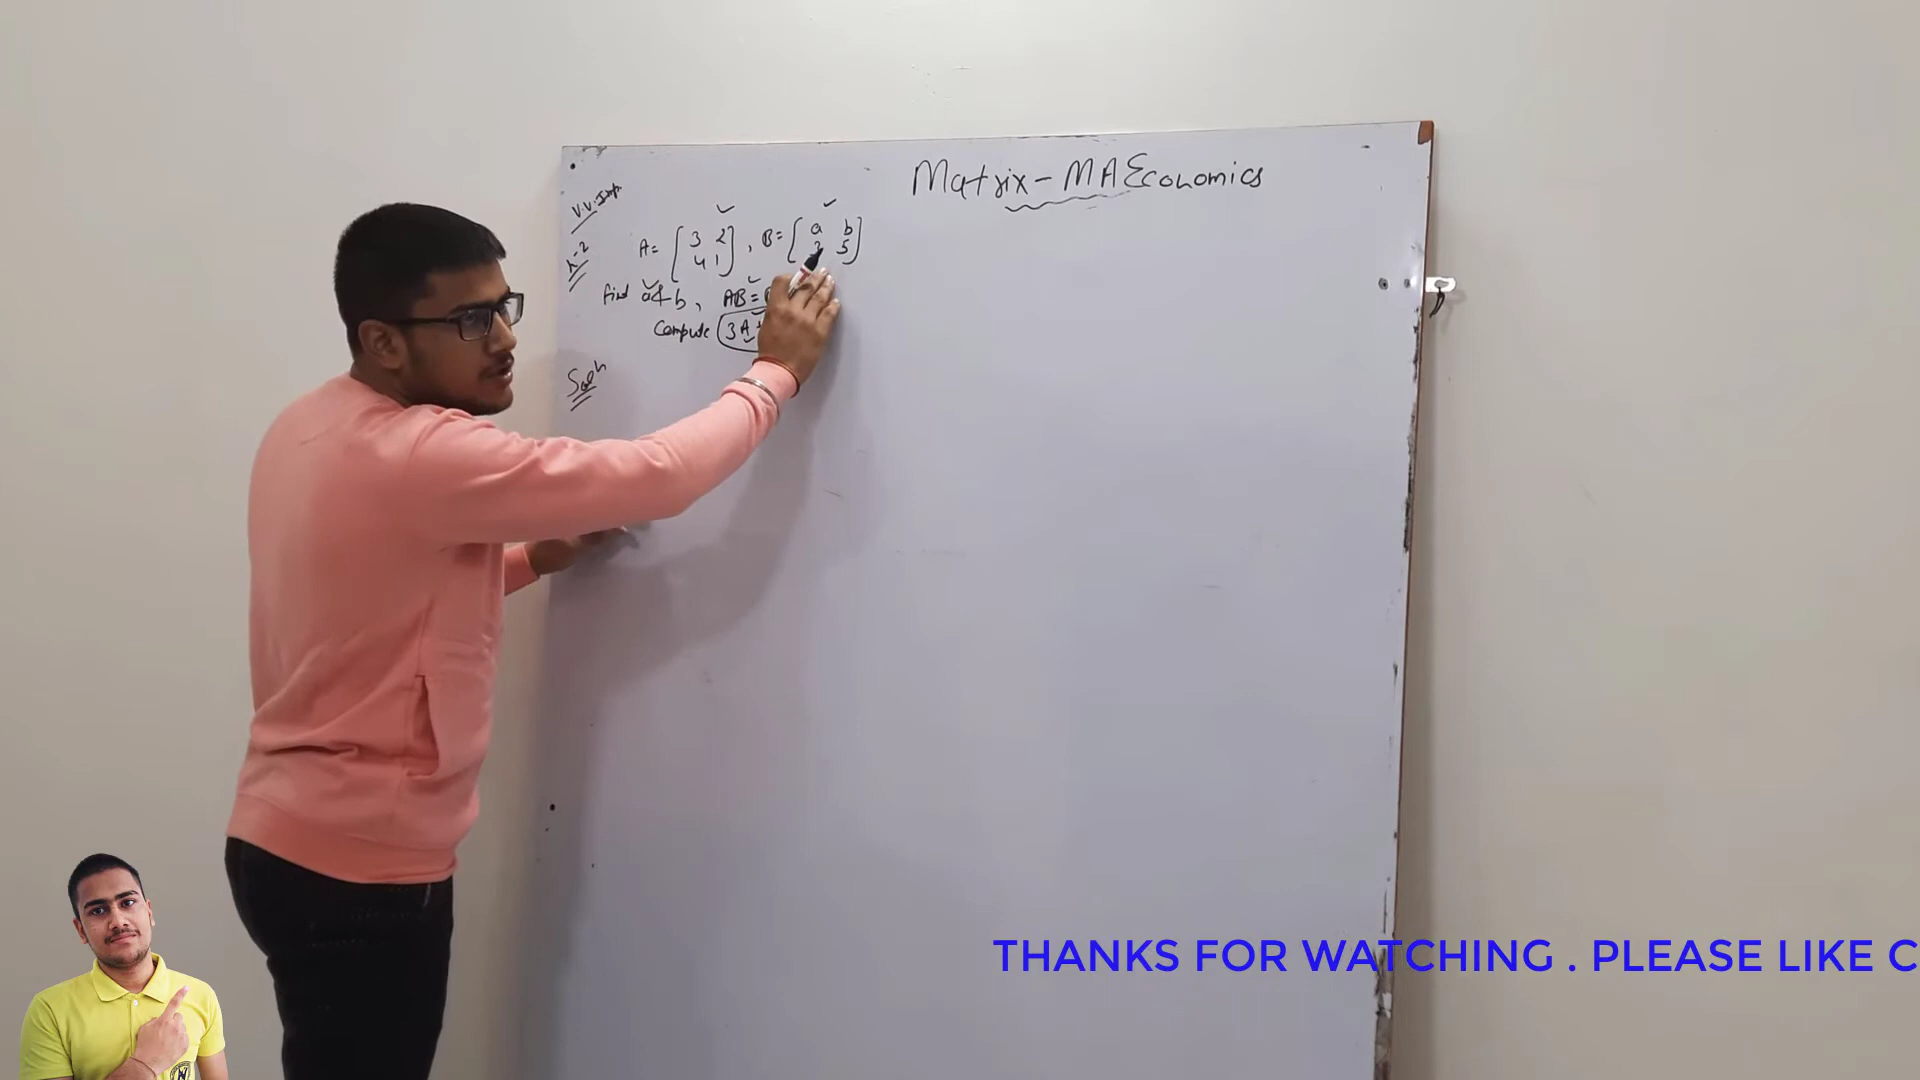 Matrix - MA Economics
V.V. Imp.
A = [ 3 2
4 1 ] , B = [ a b
3 5 ]
Find a & b , AB =
Compute 3A
Soln
THANKS FOR WATCHING . PLEASE LIKE C